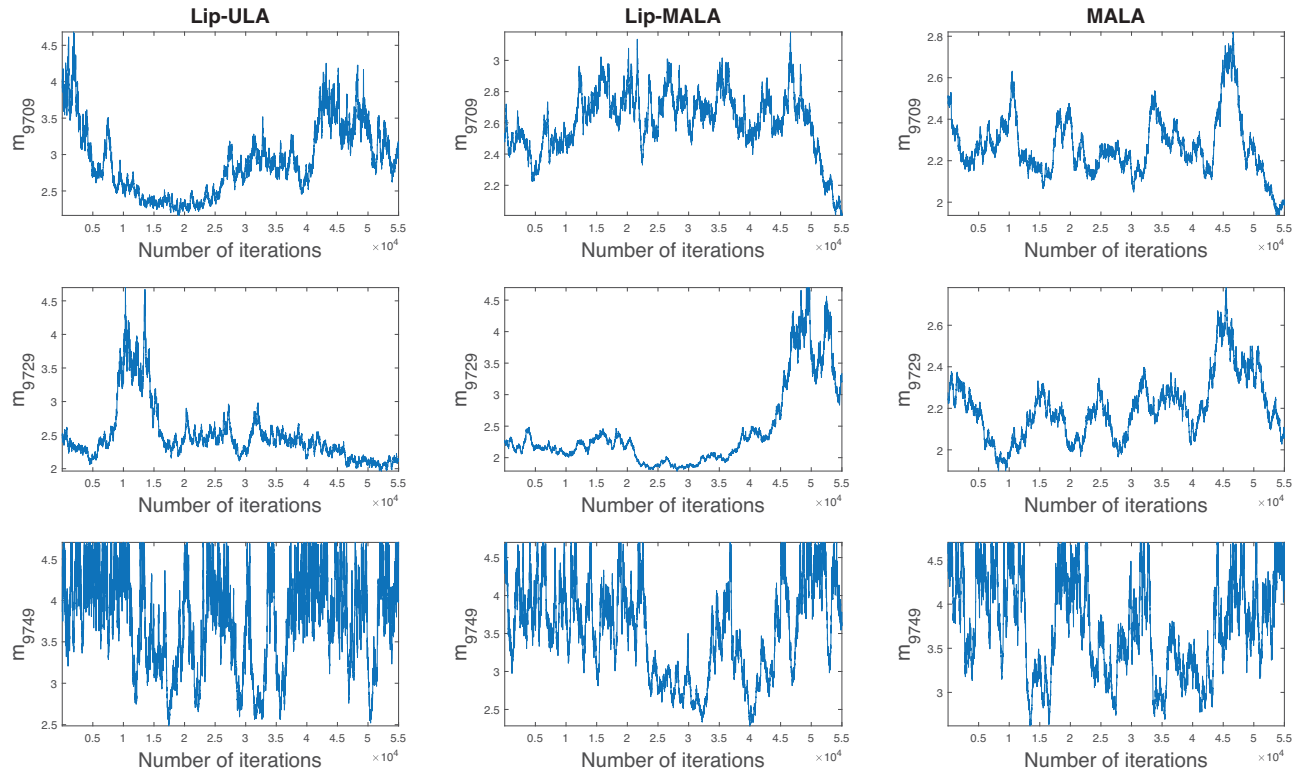 Lip-ULA Lip-MALA MALA
4.5 4 3.5 3 2.5
m_9709
0.5 1 1.5 2 2.5 3 3.5 4 4.5 5 5.5
Number of iterations ×10^4
3 2.8 2.6 2.4 2.2
m_9709
0.5 1 1.5 2 2.5 3 3.5 4 4.5 5 5.5
Number of iterations ×10^4
2.8 2.6 2.4 2.2 2
m_9709
0.5 1 1.5 2 2.5 3 3.5 4 4.5 5 5.5
Number of iterations ×10^4
4.5 4 3.5 3 2.5 2
m_9729
0.5 1 1.5 2 2.5 3 3.5 4 4.5 5 5.5
Number of iterations ×10^4
4.5 4 3.5 3 2.5 2
m_9729
0.5 1 1.5 2 2.5 3 3.5 4 4.5 5 5.5
Number of iterations ×10^4
2.6 2.4 2.2 2
m_9729
0.5 1 1.5 2 2.5 3 3.5 4 4.5 5 5.5
Number of iterations ×10^4
4.5 4 3.5 3 2.5
m_9749
0.5 1 1.5 2 2.5 3 3.5 4 4.5 5 5.5
Number of iterations ×10^4
4.5 4 3.5 3 2.5
m_9749
0.5 1 1.5 2 2.5 3 3.5 4 4.5 5 5.5
Number of iterations ×10^4
4.5 4 3.5 3
m_9749
0.5 1 1.5 2 2.5 3 3.5 4 4.5 5 5.5
Number of iterations ×10^4